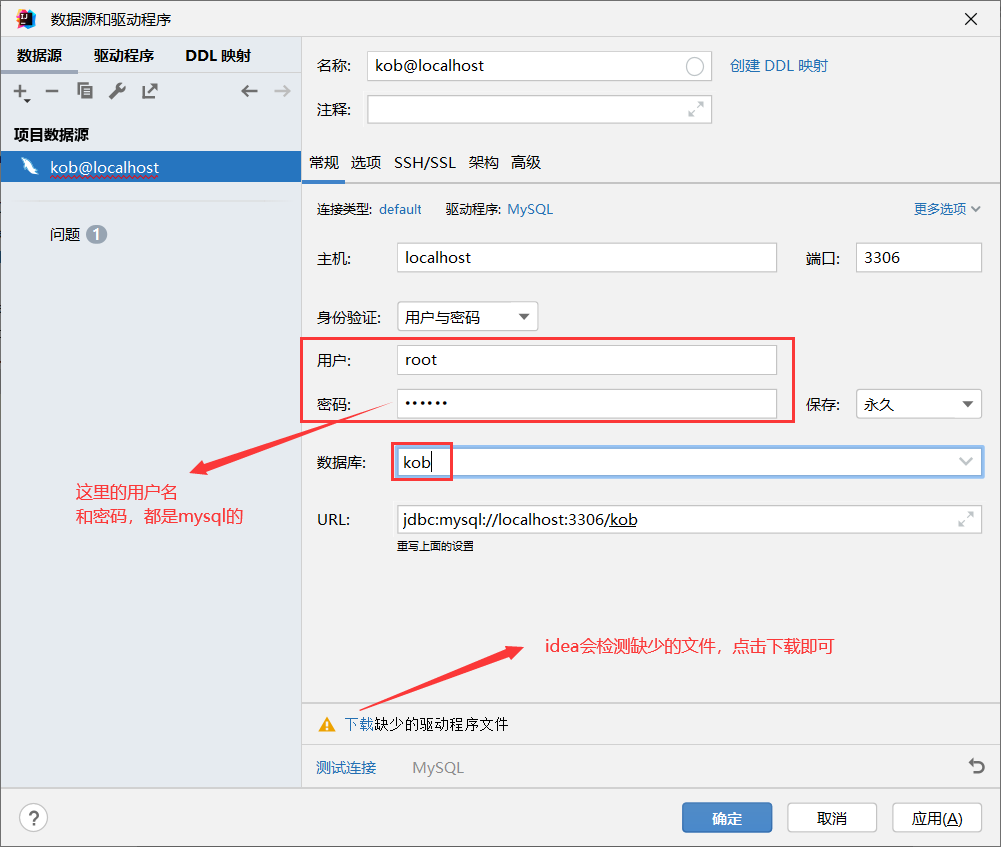 数据源和驱动程序
数据源 驱动程序 DDL 映射
项目数据源
kob@localhost
问题 1
名称: kob@localhost 创建 DDL 映射
注释:
常规 选项 SSH/SSL 架构 高级
连接类型: default 驱动程序: MySQL 更多选项
主机: localhost 端口: 3306
身份验证: 用户与密码
用户: root
密码: •••••• 保存: 永久
数据库: kob
这里的用户名
和密码，都是mysql的
URL: jdbc:mysql://localhost:3306/kob
重写上面的设置
idea会检测缺少的文件，点击下载即可
下载缺少的驱动程序文件
测试连接 MySQL
? 确定 取消 应用(A)